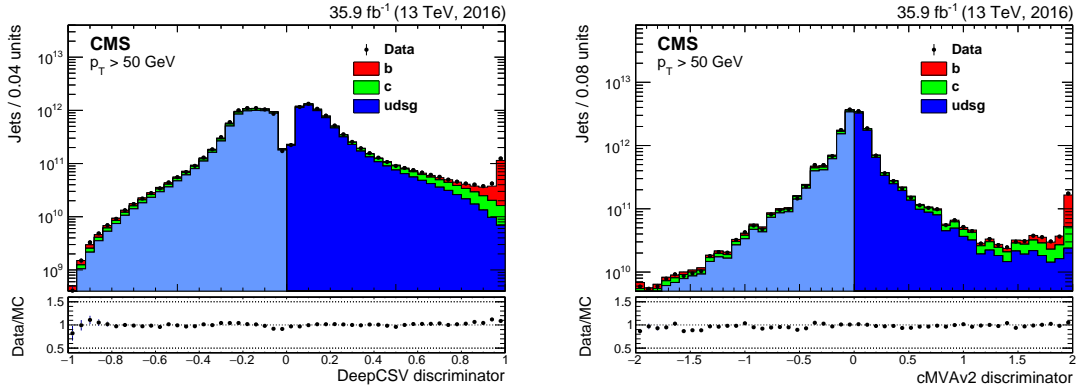 35.9 fb⁻¹ (13 TeV, 2016)
Jets / 0.04 units
CMS
p_T > 50 GeV
Data
b
c
udsg
10¹³
10¹²
10¹¹
10¹⁰
10⁹
Data/MC
1.5
1
0.5
−1 −0.8 −0.6 −0.4 −0.2 0 0.2 0.4 0.6 0.8 1
DeepCSV discriminator
35.9 fb⁻¹ (13 TeV, 2016)
Jets / 0.08 units
CMS
p_T > 50 GeV
Data
b
c
udsg
10¹³
10¹²
10¹¹
10¹⁰
Data/MC
1.5
1
0.5
−2 −1.5 −1 −0.5 0 0.5 1 1.5 2
cMVAv2 discriminator